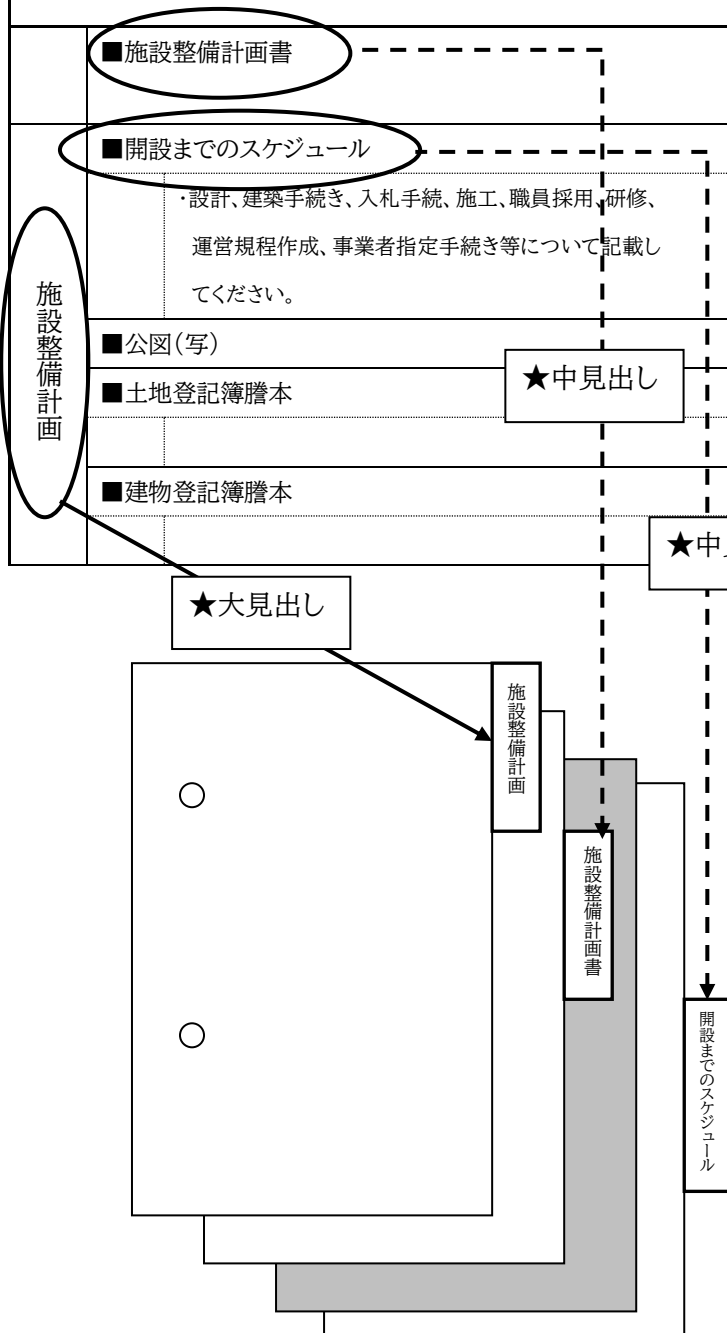 ■施設整備計画書
■開設までのスケジュール
・設計、建築手続き、入札手続、施工、職員採用、研修、
運営規程作成、事業者指定手続き等について記載し
てください。
施設整備計画
■公図(写)
★中見出し
■土地登記簿謄本
■建物登記簿謄本
★中
★大見出し
施設整備計画
施設整備計画書
開設までのスケジュール